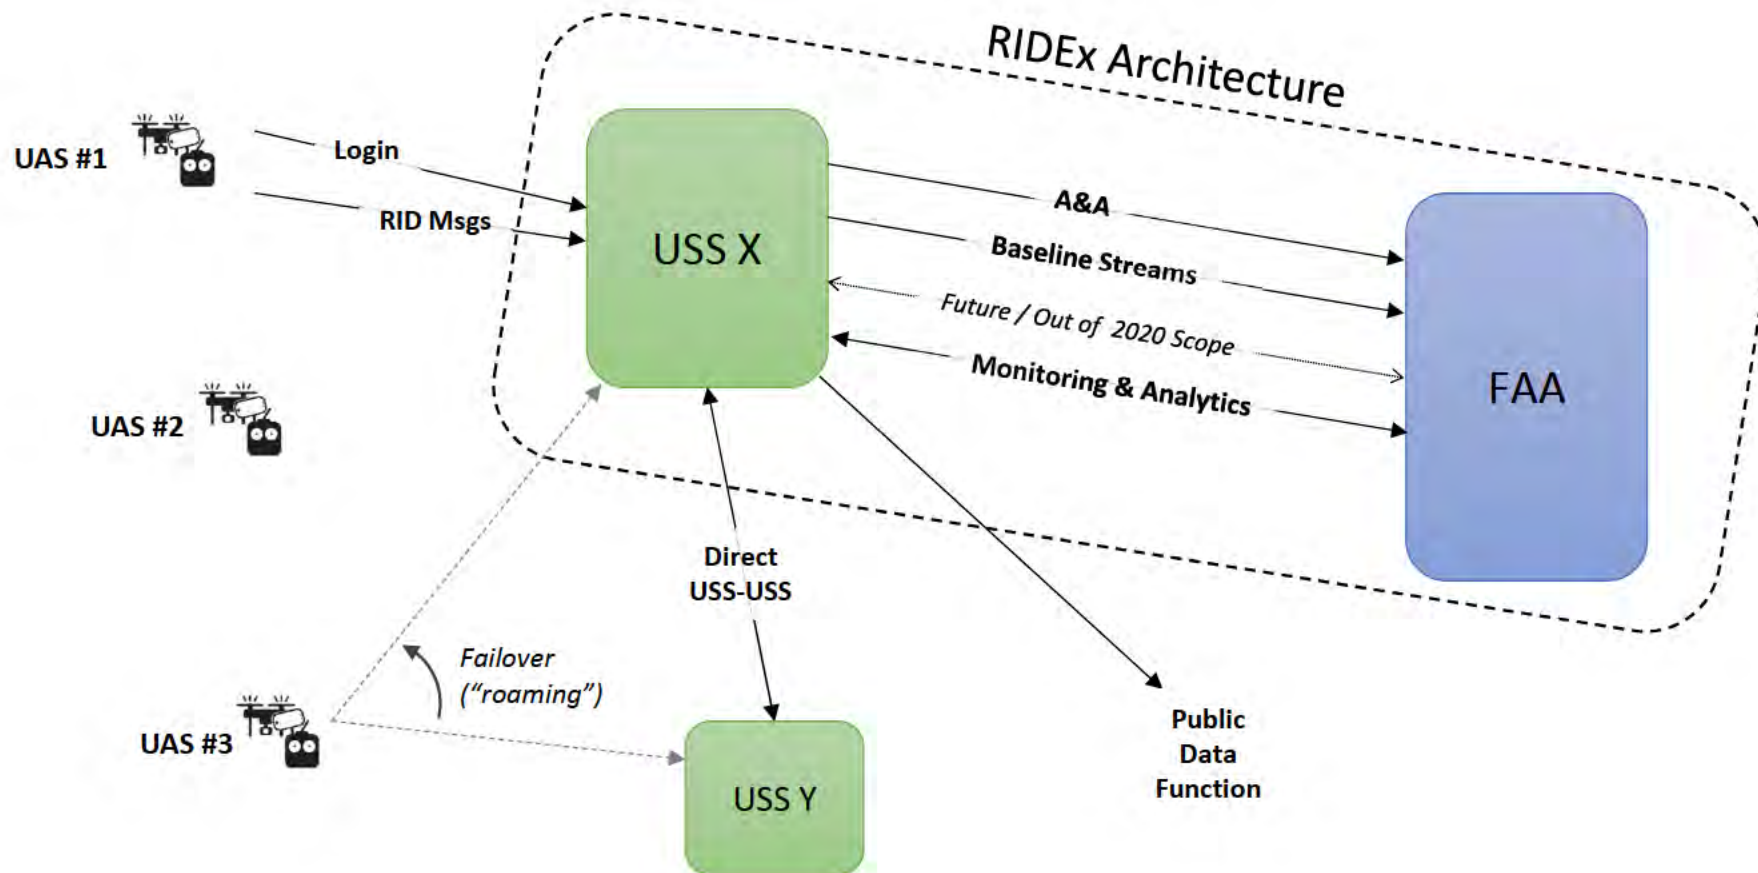 RIDEx Architecture
UAS #1
Login
RID Msgs
USS X
A&A
Baseline Streams
Future / Out of 2020 Scope
Monitoring & Analytics
FAA
UAS #2
Direct
USS-USS
Failover
("roaming")
UAS #3
USS Y
Public
Data
Function